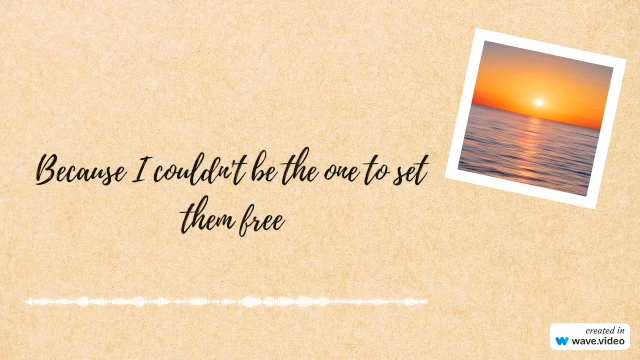 Because I couldn't be the one to set
them free
created in
wave.video